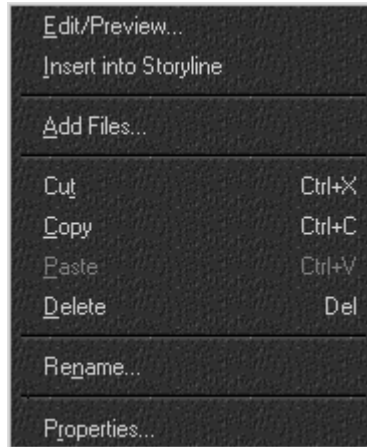 Edit/Preview...
Insert into Storyline
Add Files...
Cut Ctrl+X
Copy Ctrl+C
Paste Ctrl+V
Delete Del
Rename...
Properties...